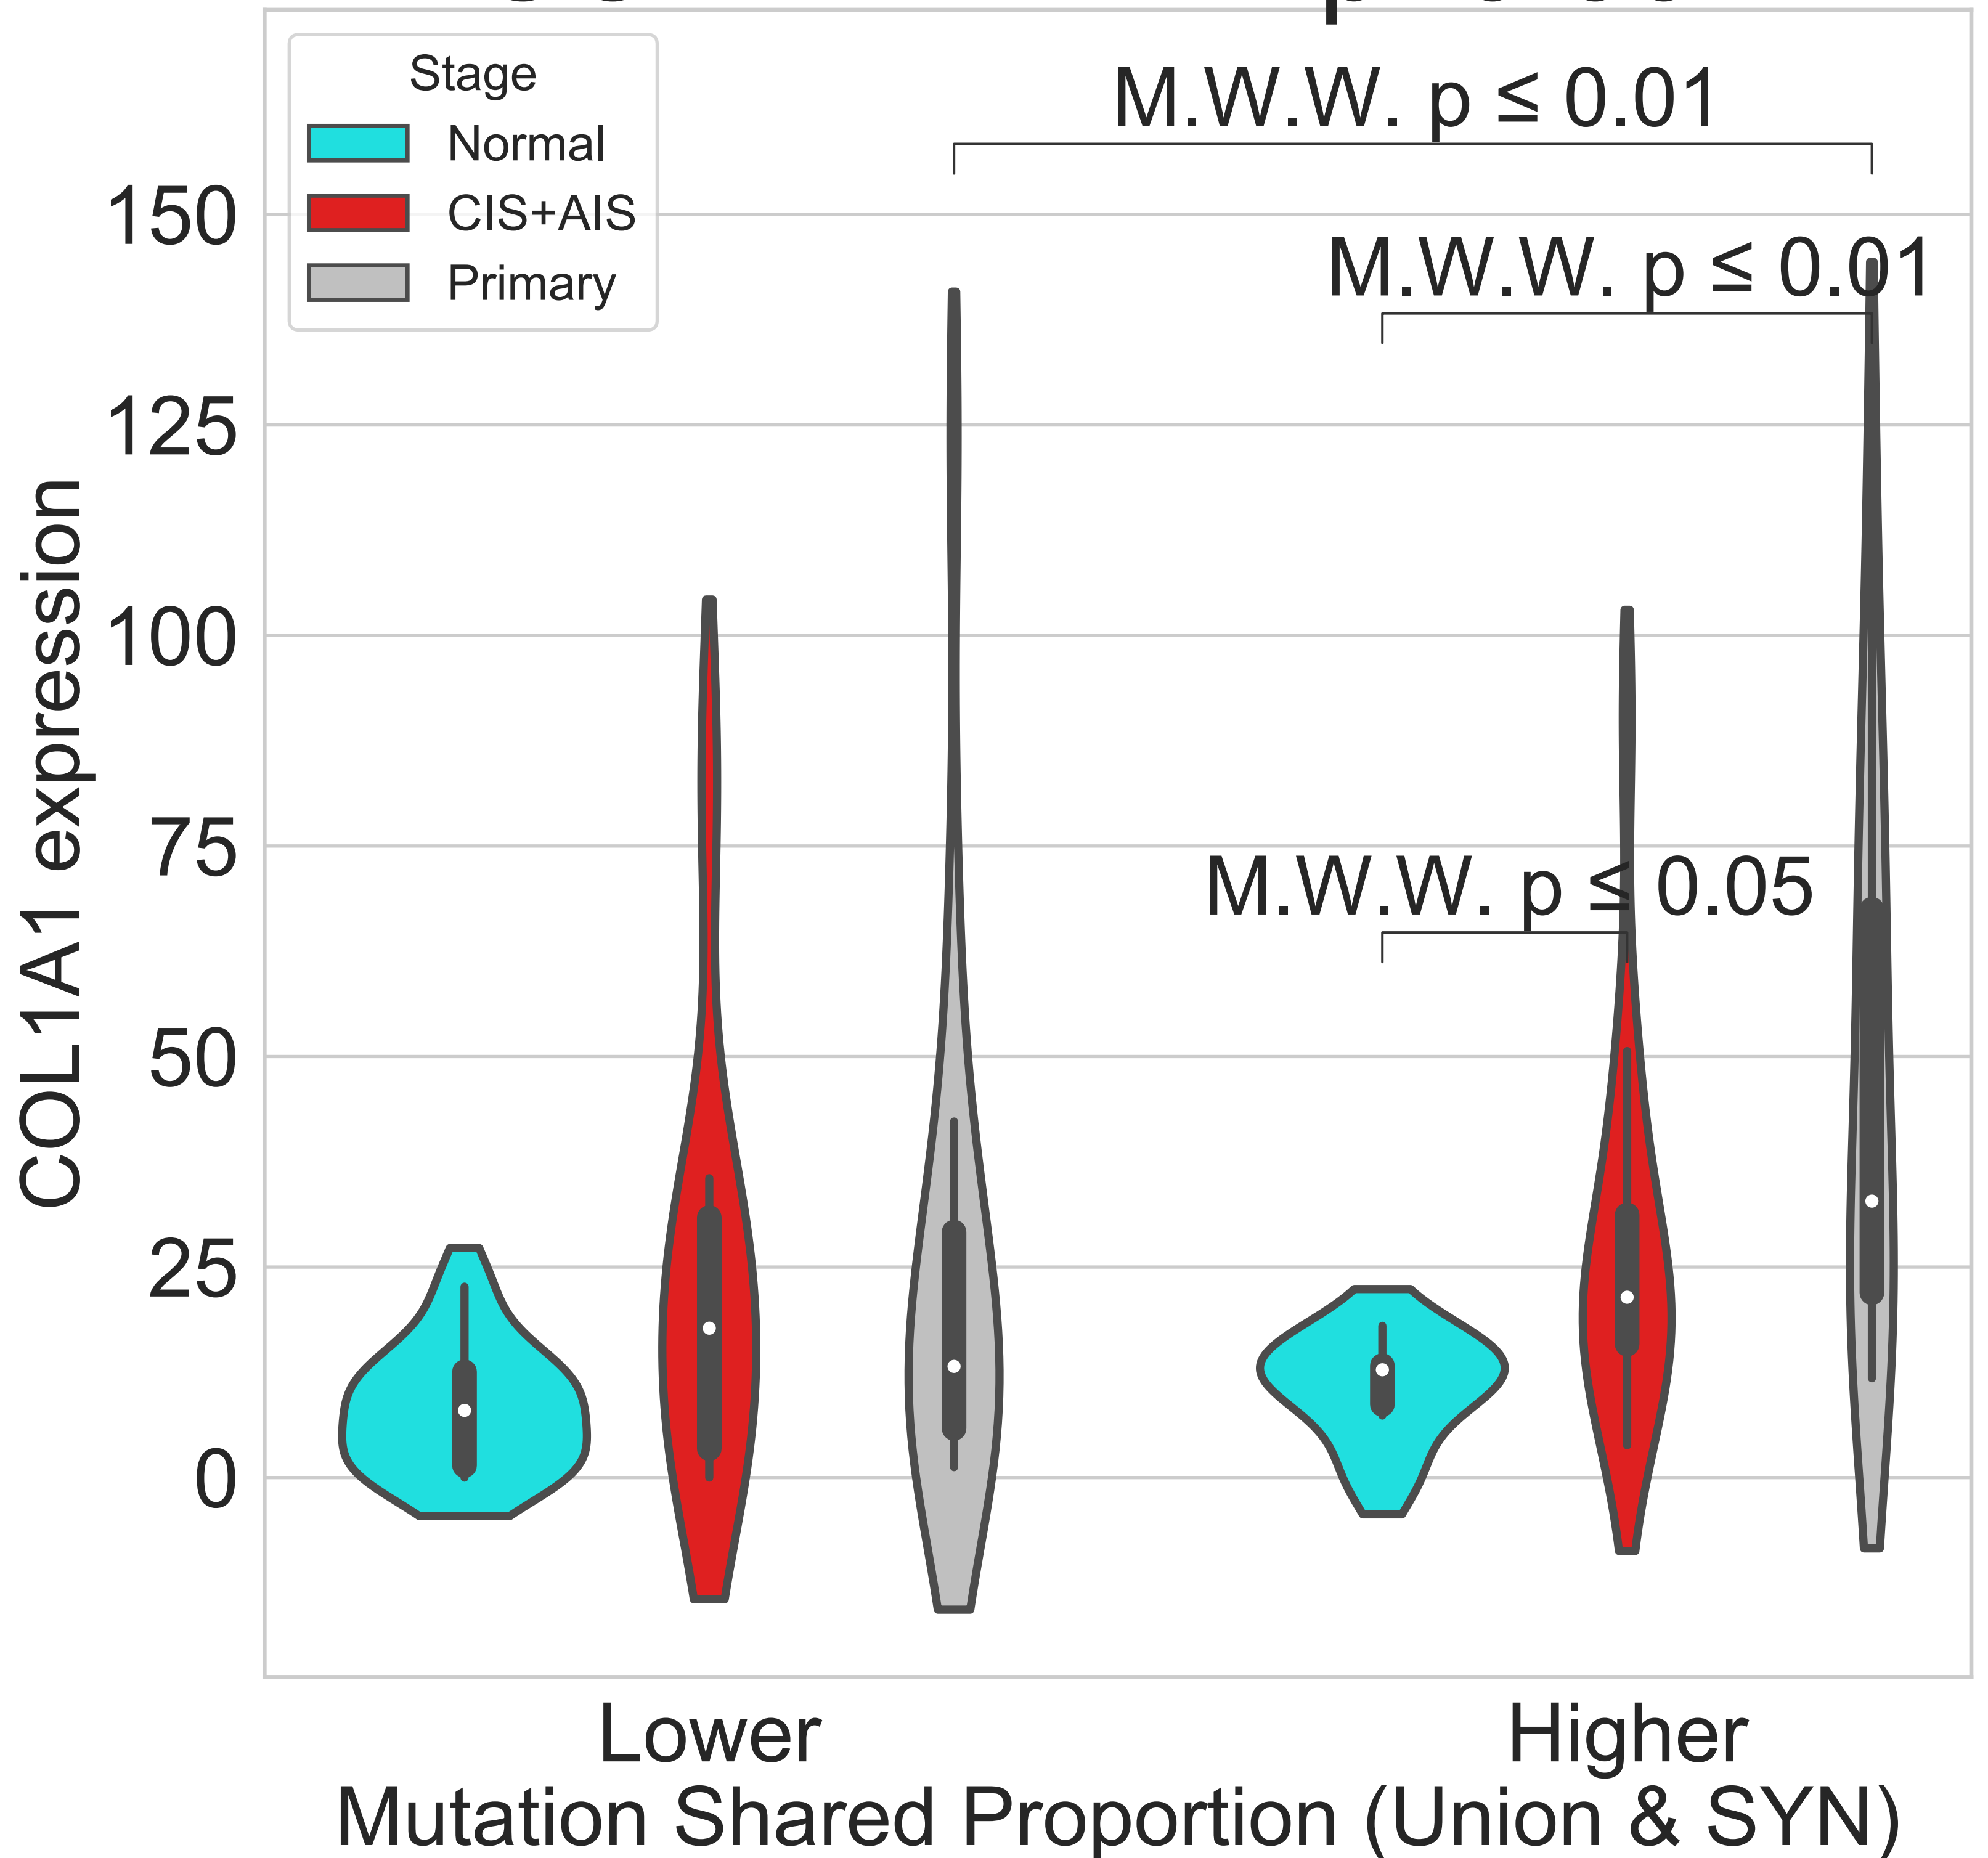 Stage
Normal
CIS+AIS
Primary
M.W.W. p ≤ 0.01
M.W.W. p ≤ 0.01
M.W.W. p ≤ 0.05
150
125
100
75
50
25
0
COL1A1 expression
Lower
Higher
Mutation Shared Proportion (Union & SYN)